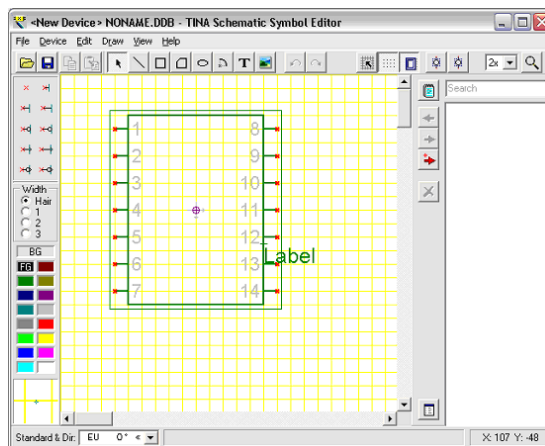 <New Device> NONAME.DDB - TINA Schematic Symbol Editor
File Device Edit Draw View Help
T
2x
Search
Width
Hair
1
2
3
BG
FG
1 8
2 9
3 10
4 11
5 12
Label
6 13
7 14
Standard & Dir: EU 0° <
X: 107 Y: -48